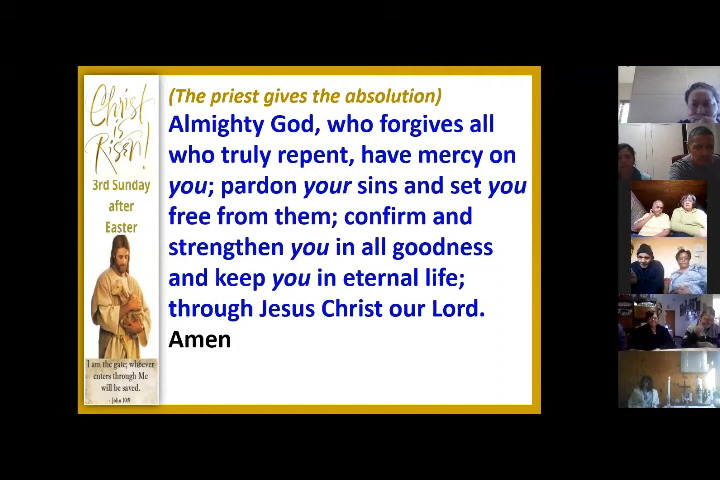 Christ
is
Risen!
3rd Sunday
after
Easter
I am the gate; whoever
enters through Me
will be saved.
- John 10:9
(The priest gives the absolution)
Almighty God, who forgives all
who truly repent, have mercy on
you; pardon your sins and set you
free from them; confirm and
strengthen you in all goodness
and keep you in eternal life;
through Jesus Christ our Lord.
Amen